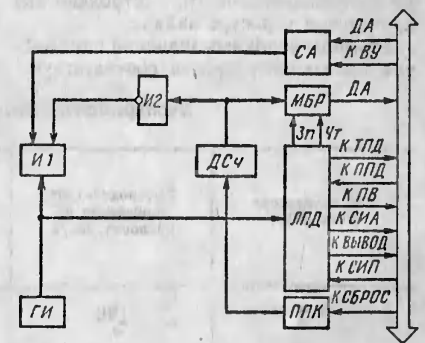 ДА
СА
К ВУ
И2
МБР
ДА
Зп
Чт
К ТПД
И1
ДСч
К ППД
К ПВ
ЛПД
К СИА
К ВЫВОД
К СИП
ГИ
ППК
К СБРОС